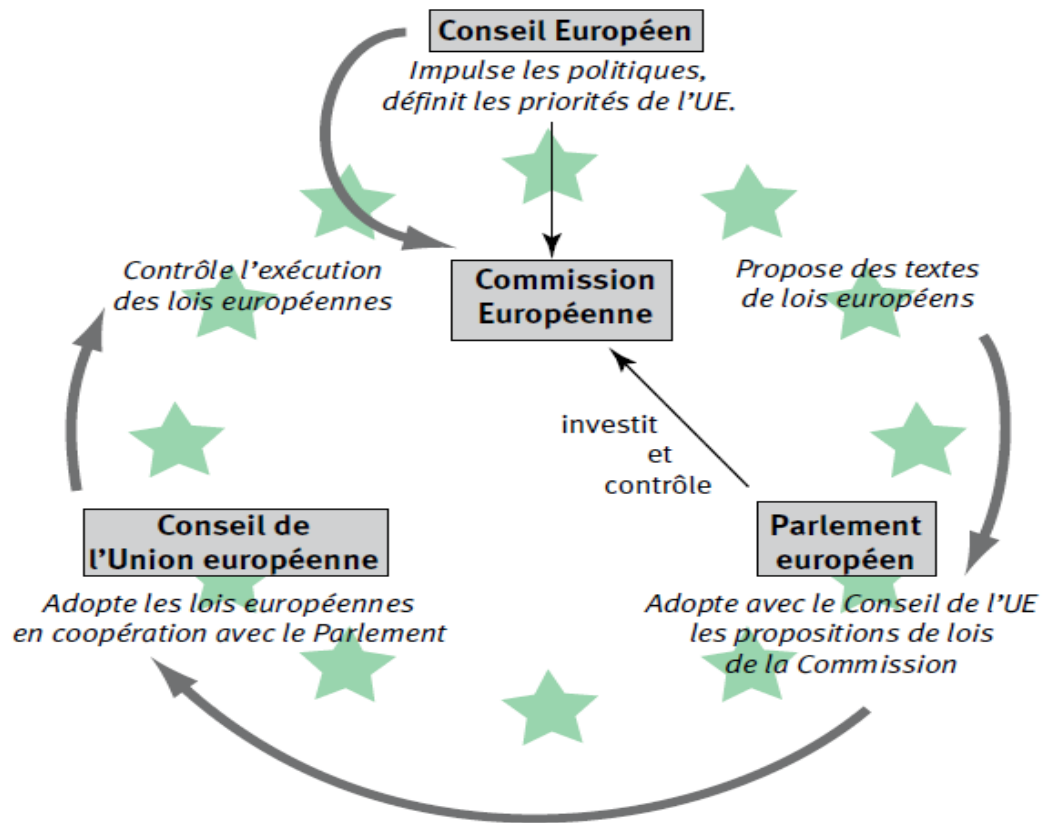 Conseil Européen
Impulse les politiques,
définit les priorités de l'UE.
Contrôle l'exécution
des lois européennes
Commission
Européenne
Propose des textes
de lois européens
investit
et
contrôle
Conseil de
l'Union européenne
Adopte les lois européennes
en coopération avec le Parlement
Parlement
européen
Adopte avec le Conseil de l'UE
les propositions de lois
de la Commission